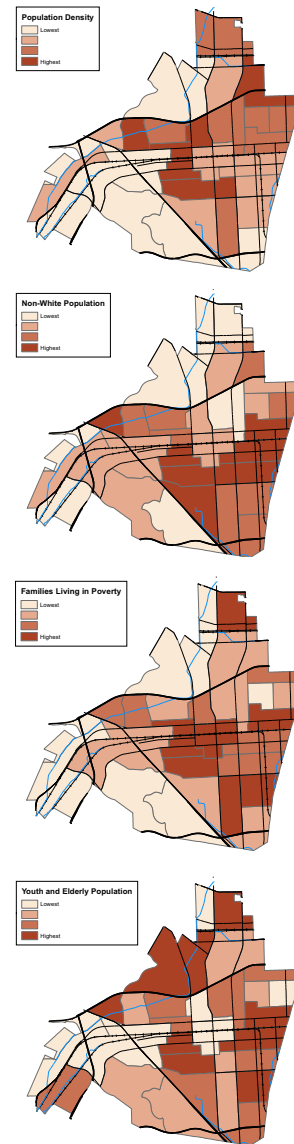 Population Density
Lowest
Highest
Non-White Population
Lowest
Highest
Families Living in Poverty
Lowest
Highest
Youth and Elderly Population
Lowest
Highest